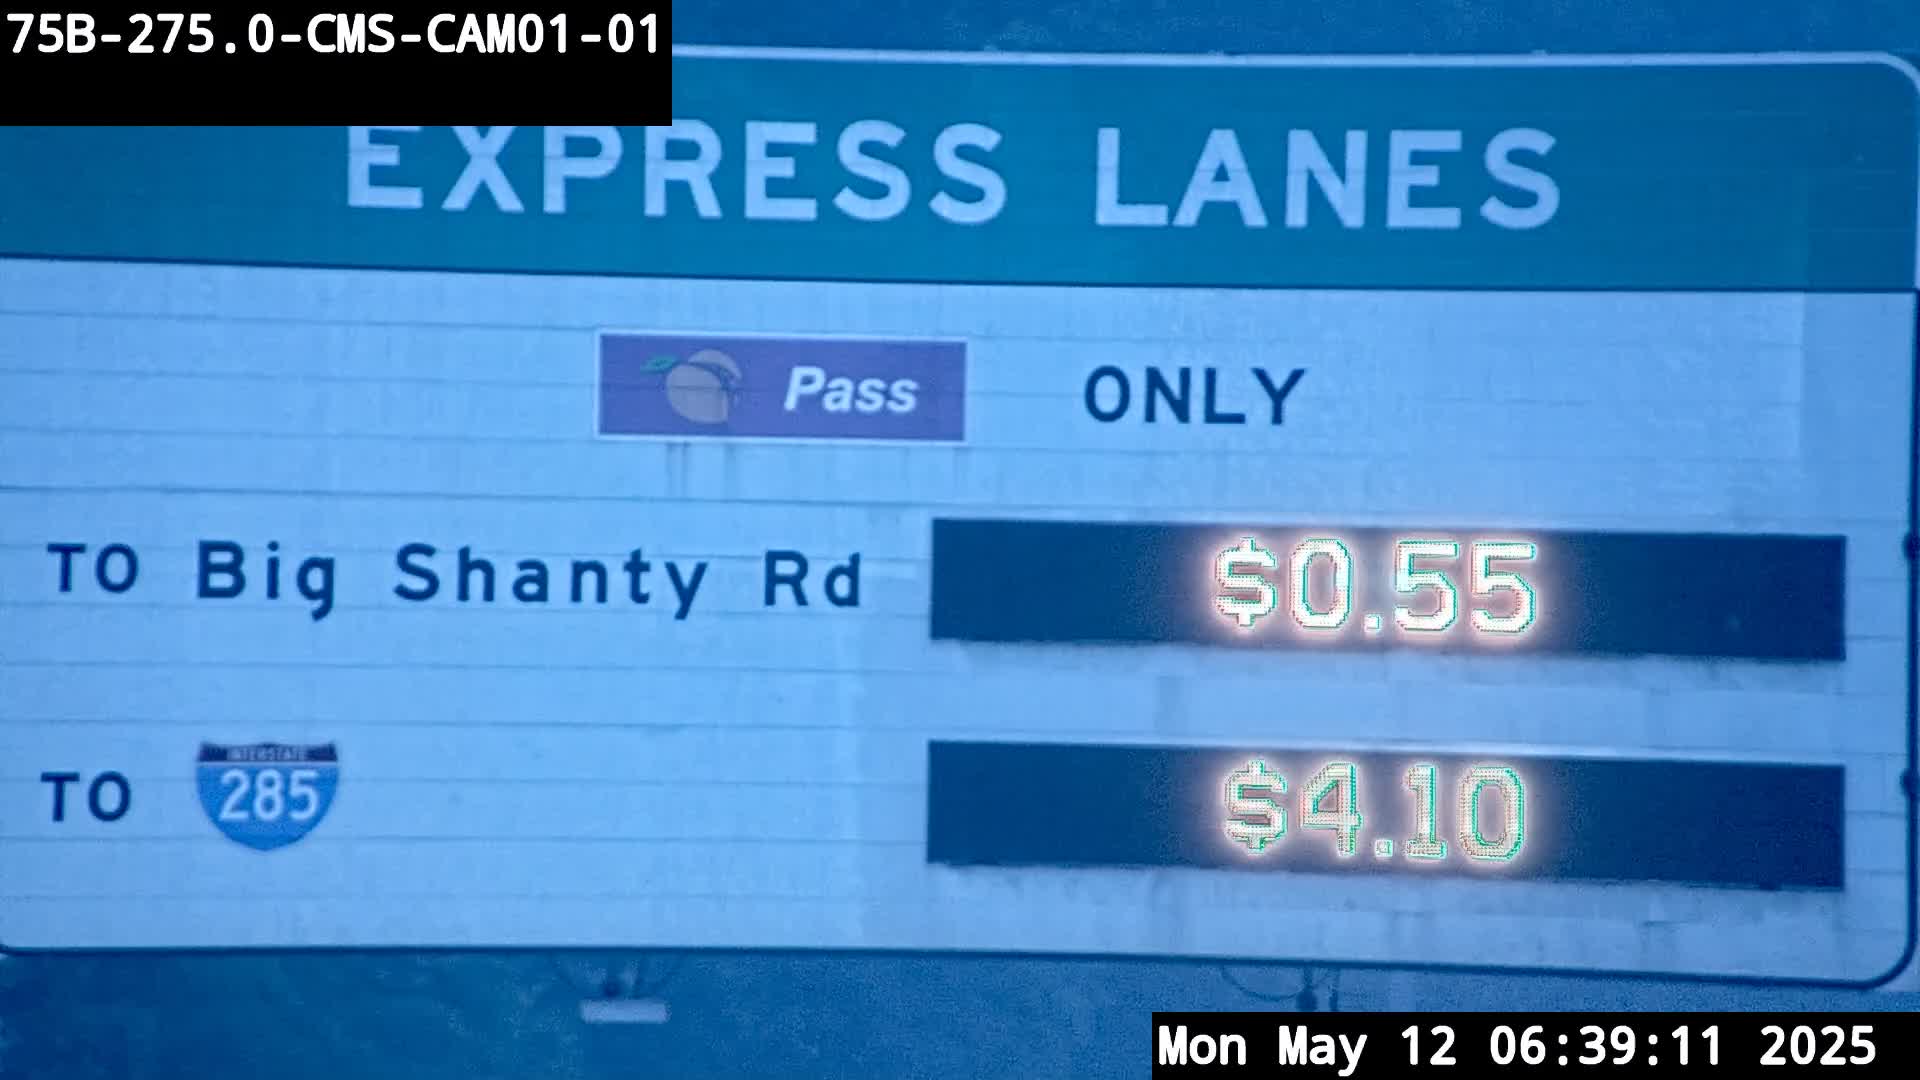 75B-275.0-CMS-CAM01-01
EXPRESS LANES
Pass ONLY
TO Big Shanty Rd $0.55
INTERSTATE
TO 285 $4.10
Mon May 12 06:39:11 2025